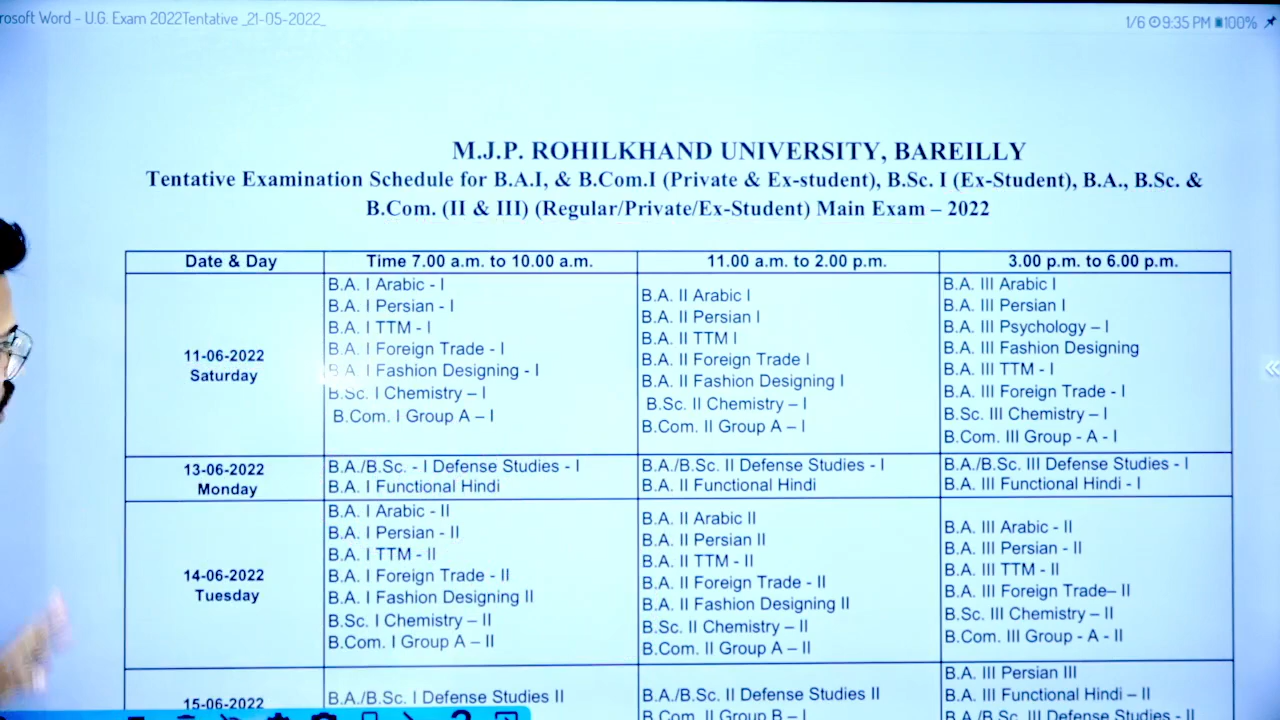 rosoft Word - U.G. Exam 2022Tentative _21-05-2022_
1/6 9:35 PM 100%
M.J.P. ROHILKHAND UNIVERSITY, BAREILLY
Tentative Examination Schedule for B.A.I, & B.Com.I (Private & Ex-student), B.Sc. I (Ex-Student), B.A., B.Sc. &
B.Com. (II & III) (Regular/Private/Ex-Student) Main Exam – 2022
Date & Day
Time 7.00 a.m. to 10.00 a.m.
11.00 a.m. to 2.00 p.m.
3.00 p.m. to 6.00 p.m.
11-06-2022
Saturday
B.A. I Arabic - I
B.A. I Persian - I
B.A. I TTM - I
B.A. I Foreign Trade - I
B.A. I Fashion Designing - I
B.Sc. I Chemistry – I
B.Com. I Group A – I
B.A. II Arabic I
B.A. II Persian I
B.A. II TTM I
B.A. II Foreign Trade I
B.A. II Fashion Designing I
B.Sc. II Chemistry – I
B.Com. II Group A – I
B.A. III Arabic I
B.A. III Persian I
B.A. III Psychology – I
B.A. III Fashion Designing
B.A. III TTM - I
B.A. III Foreign Trade - I
B.Sc. III Chemistry – I
B.Com. III Group - A - I
13-06-2022
Monday
B.A./B.Sc. - I Defense Studies - I
B.A. I Functional Hindi
B.A./B.Sc. II Defense Studies - I
B.A. II Functional Hindi
B.A./B.Sc. III Defense Studies - I
B.A. III Functional Hindi - I
14-06-2022
Tuesday
B.A. I Arabic - II
B.A. I Persian - II
B.A. I TTM - II
B.A. I Foreign Trade - II
B.A. I Fashion Designing II
B.Sc. I Chemistry – II
B.Com. I Group A – II
B.A. II Arabic II
B.A. II Persian II
B.A. II TTM - II
B.A. II Foreign Trade - II
B.A. II Fashion Designing II
B.Sc. II Chemistry – II
B.Com. II Group A – II
B.A. III Arabic - II
B.A. III Persian - II
B.A. III TTM - II
B.A. III Foreign Trade– II
B.Sc. III Chemistry – II
B.Com. III Group - A - II
15-06-2022
B.A./B.Sc. I Defense Studies II
B.A./B.Sc. II Defense Studies II
B.Com. II Group B – I
B.A. III Persian III
B.A. III Functional Hindi – II
B.A./B.Sc. III Defense Studies - II